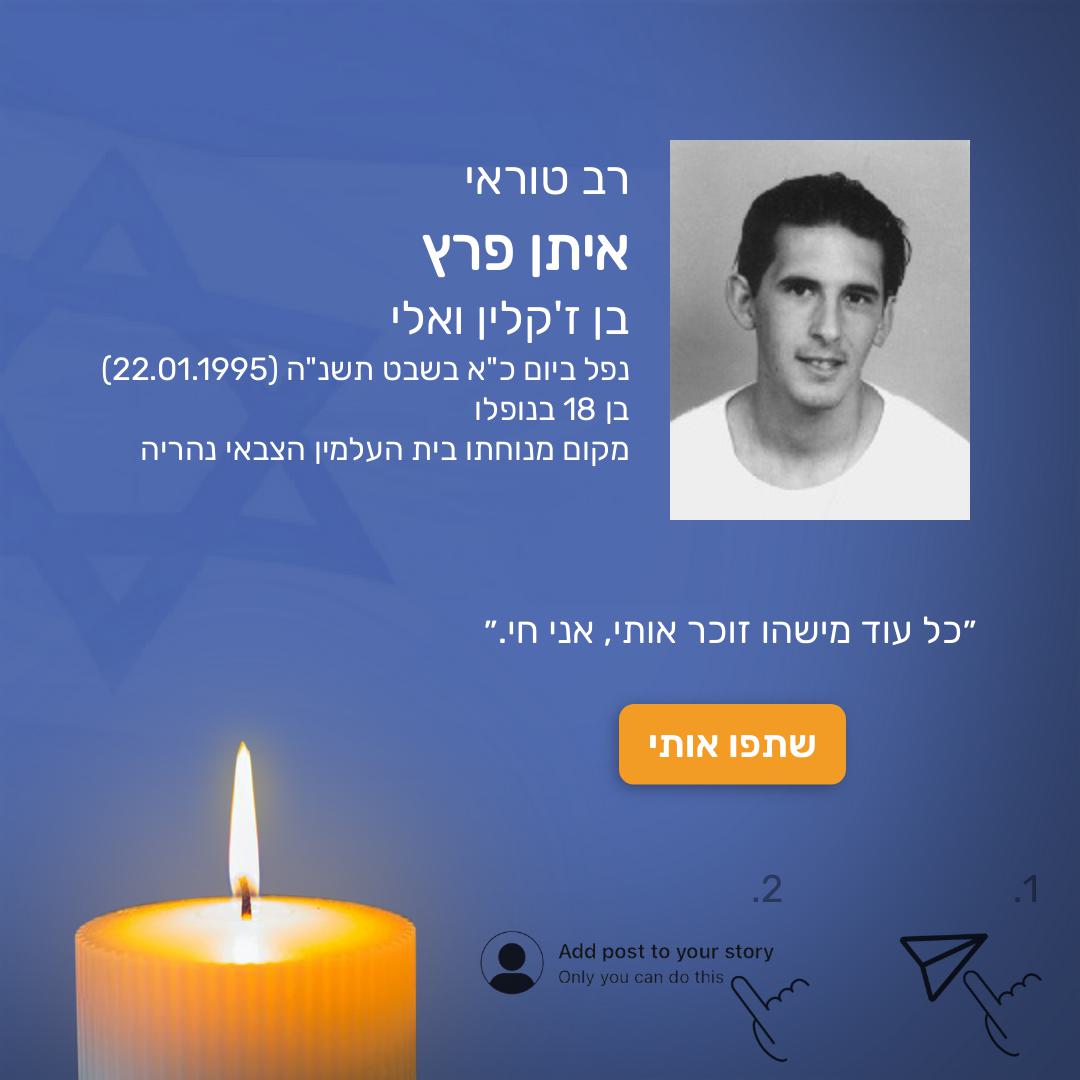 רב טוראי
איתן פרץ
בן ז'קלין ואלי
נפל ביום כ"א בשבט תשנ"ה (22.01.1995)
בן 18 בנופלו
מקום מנוחתו בית העלמין הצבאי נהריה
״כל עוד מישהו זוכר אותי, אני חי.״
שתפו אותי
.1
.2
Add post to your story
Only you can do this